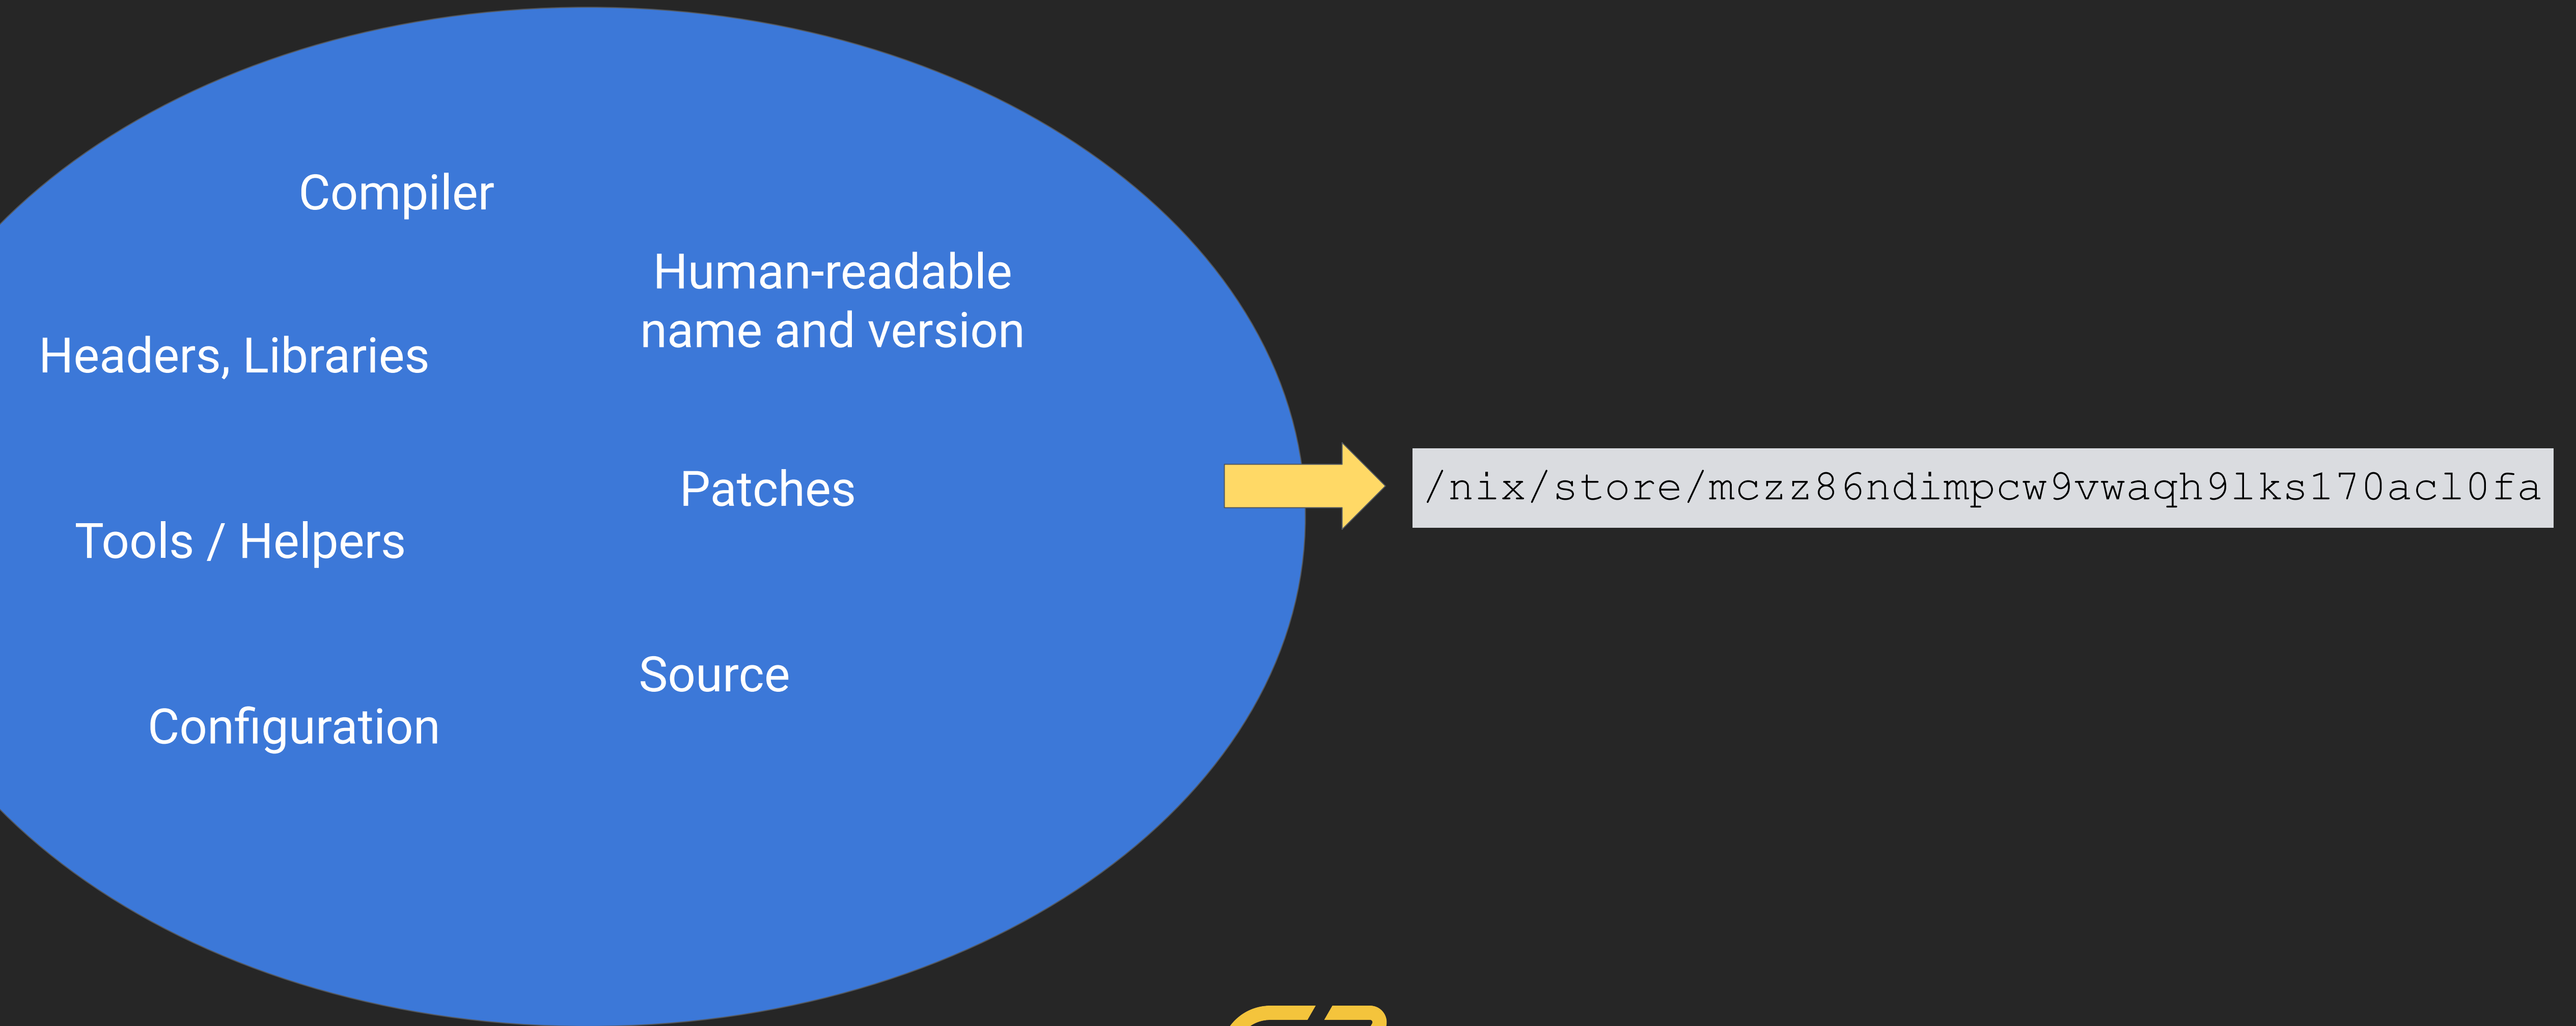 Compiler
Human-readable
name and version
Headers, Libraries
Patches
/nix/store/mczz86ndimpcw9vwaqh9lks170acl0fa
Tools / Helpers
Source
Configuration